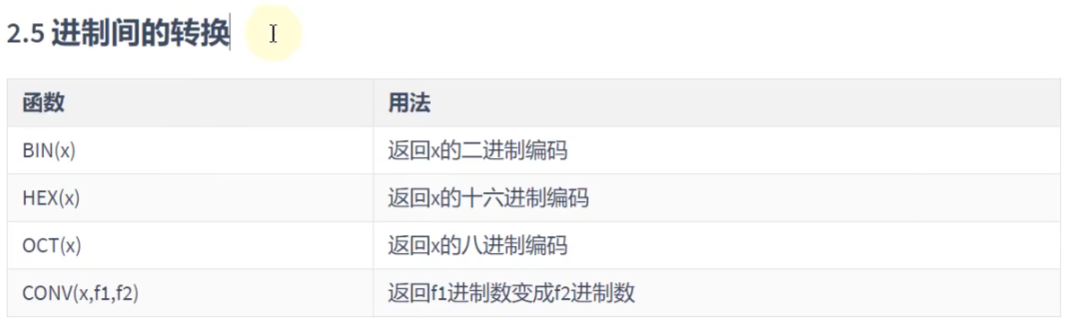 2.5 进制间的转换
函数 用法
BIN(x) 返回x的二进制编码
HEX(x) 返回x的十六进制编码
OCT(x) 返回x的八进制编码
CONV(x,f1,f2) 返回f1进制数变成f2进制数